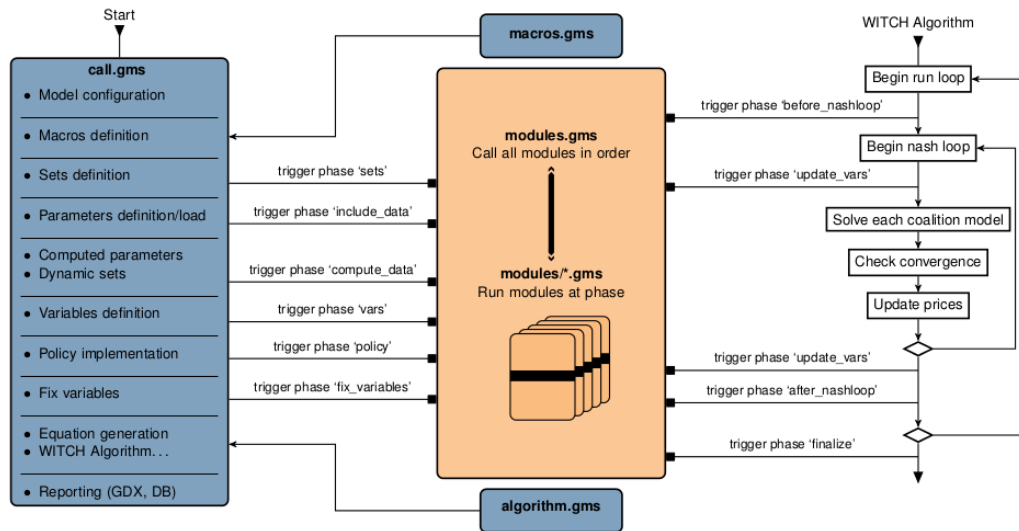 Start
call.gms
● Model configuration
● Macros definition
● Sets definition
● Parameters definition/load
● Computed parameters
● Dynamic sets
● Variables definition
● Policy implementation
● Fix variables
● Equation generation
● WITCH Algorithm...
● Reporting (GDX, DB)
trigger phase ‘sets’
trigger phase ‘include_data’
trigger phase ‘compute_data’
trigger phase ‘vars’
trigger phase ‘policy’
trigger phase ‘fix_variables’
macros.gms
modules.gms
Call all modules in order
modules/*.gms
Run modules at phase
algorithm.gms
trigger phase ‘before_nashloop’
trigger phase ‘update_vars’
trigger phase ‘update_vars’
trigger phase ‘after_nashloop’
trigger phase ‘finalize’
WITCH Algorithm
Begin run loop
Begin nash loop
Solve each coalition model
Check convergence
Update prices